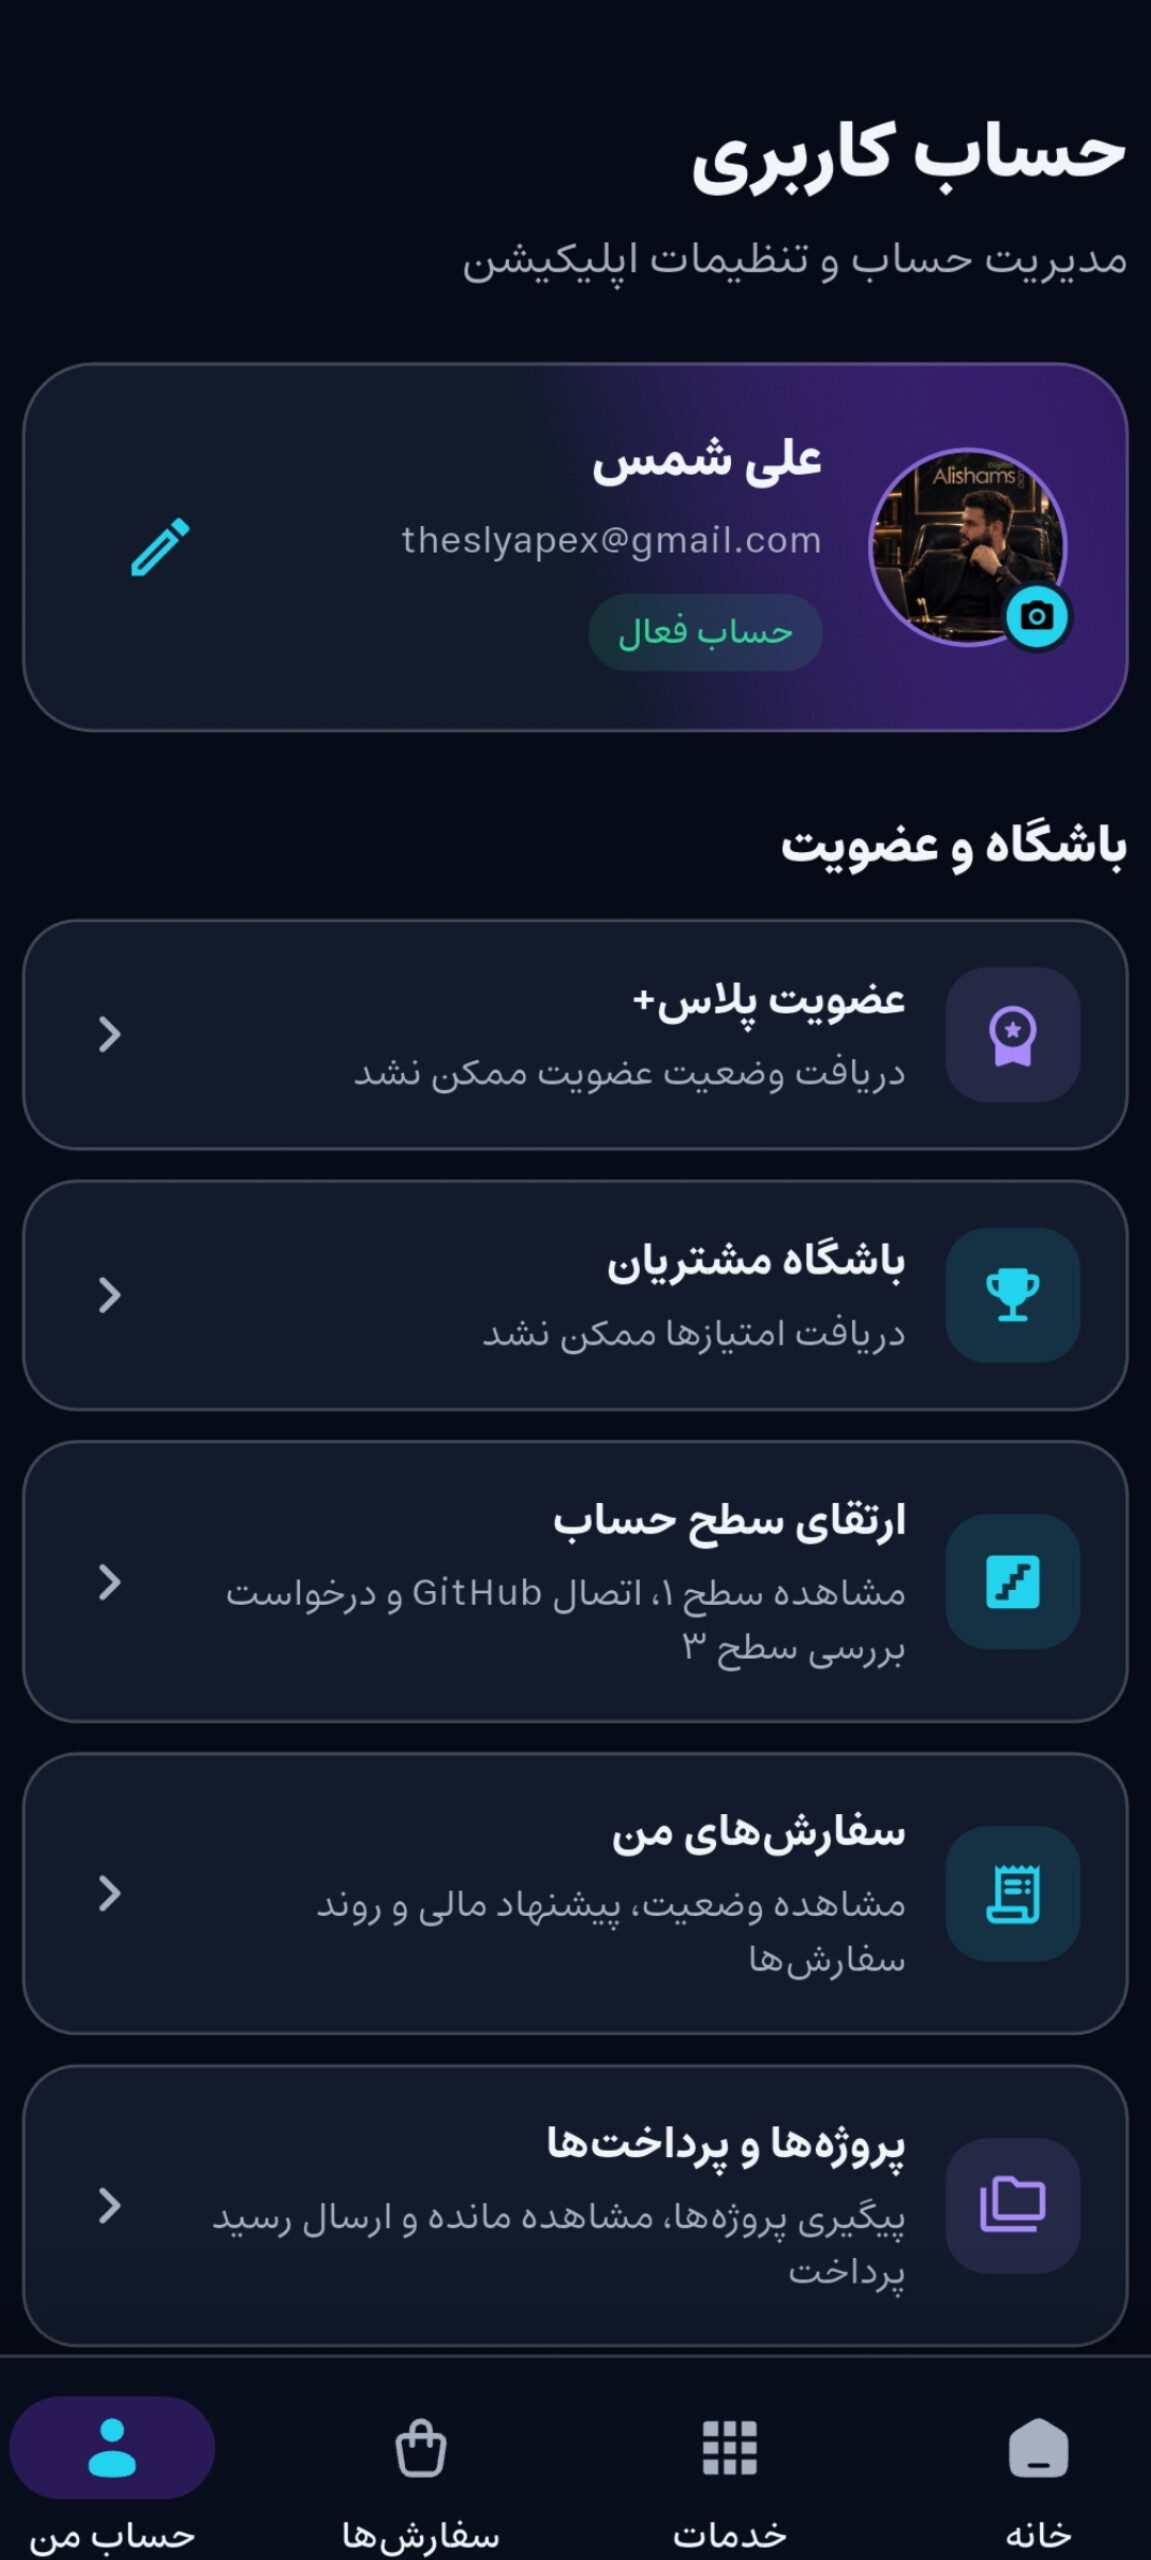 حساب کاربری
مدیریت حساب و تنظیمات اپلیکیشن
Digital
Alishams
علی شمس
theslyapex@gmail.com
حساب فعال
باشگاه و عضویت
عضویت پلاس+
دریافت وضعیت عضویت ممکن نشد
باشگاه مشتریان
دریافت امتیازها ممکن نشد
ارتقای سطح حساب
مشاهده سطح ۱، اتصال GitHub و درخواست
بررسی سطح ۳
سفارش‌های من
مشاهده وضعیت، پیشنهاد مالی و روند
سفارش‌ها
پروژه‌ها و پرداخت‌ها
پیگیری پروژه‌ها، مشاهده مانده و ارسال رسید
پرداخت
خانه
خدمات
سفارش‌ها
حساب من